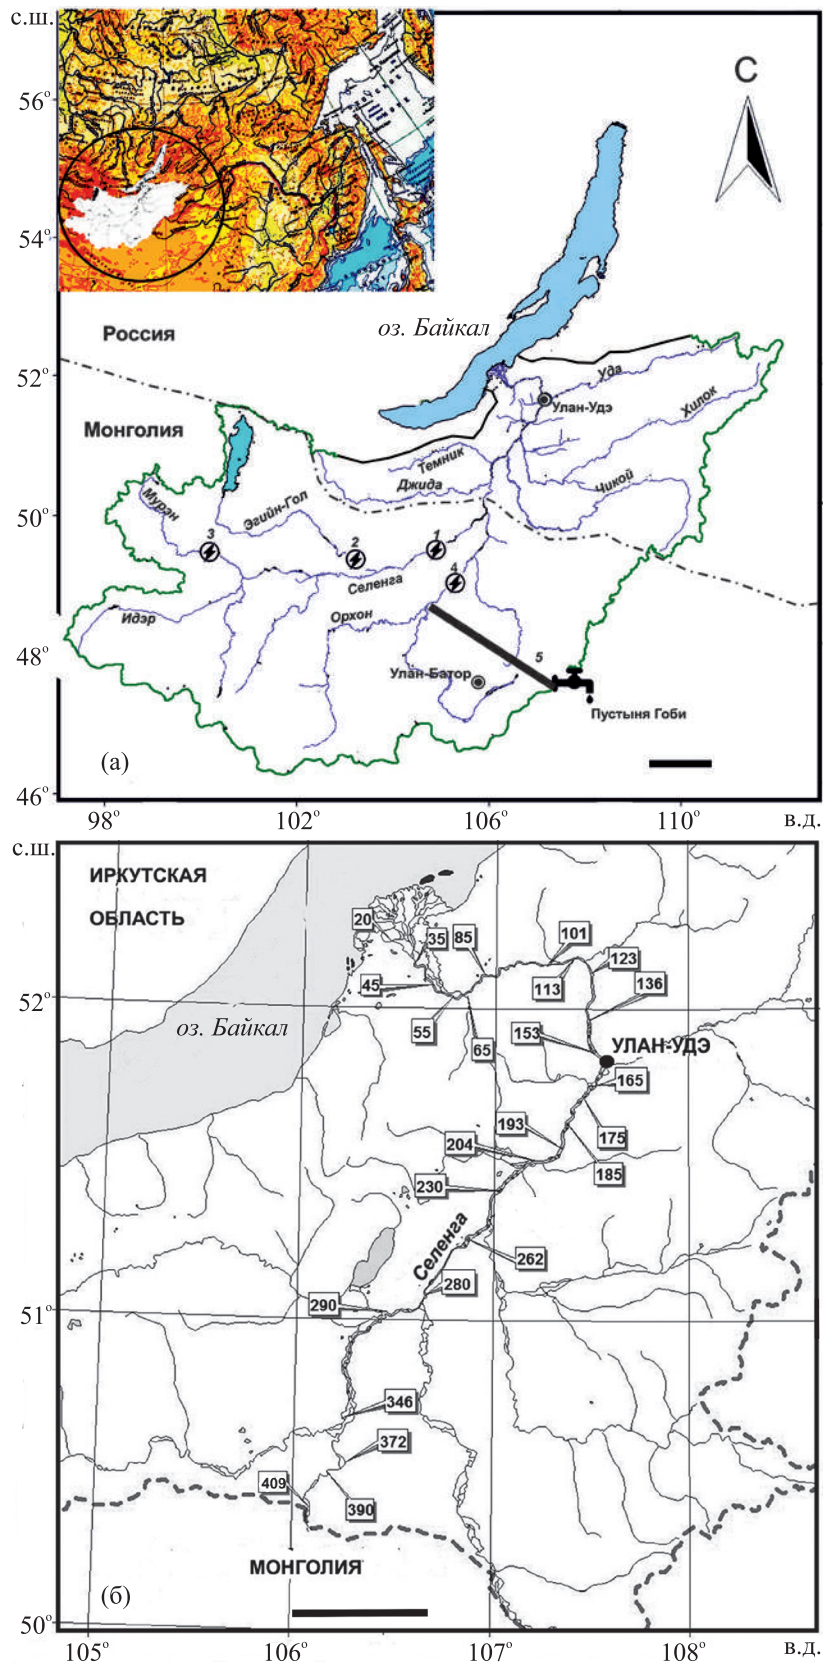 с.ш.
56°
С
54°
оз. Байкал
Россия
52°
Уда
Улан-Удэ
Хилок
Монголия
Темник
Джида
Чикой
Мурэн
Эгийн-Гол
50°
3
2
1
4
Селенга
Идэр
Орхон
48°
5
Улан-Батор
Пустыня Гоби
(а)
46°
98°
102°
106°
110°
в.д.
с.ш.
ИРКУТСКАЯ
ОБЛАСТЬ
20
35
85
101
123
45
113
136
52°
оз. Байкал
55
65
153
УЛАН-УДЭ
165
193
175
204
185
230
Селенга
262
280
290
51°
346
372
409
390
МОНГОЛИЯ
(б)
50°
105°
106°
107°
108°
в.д.